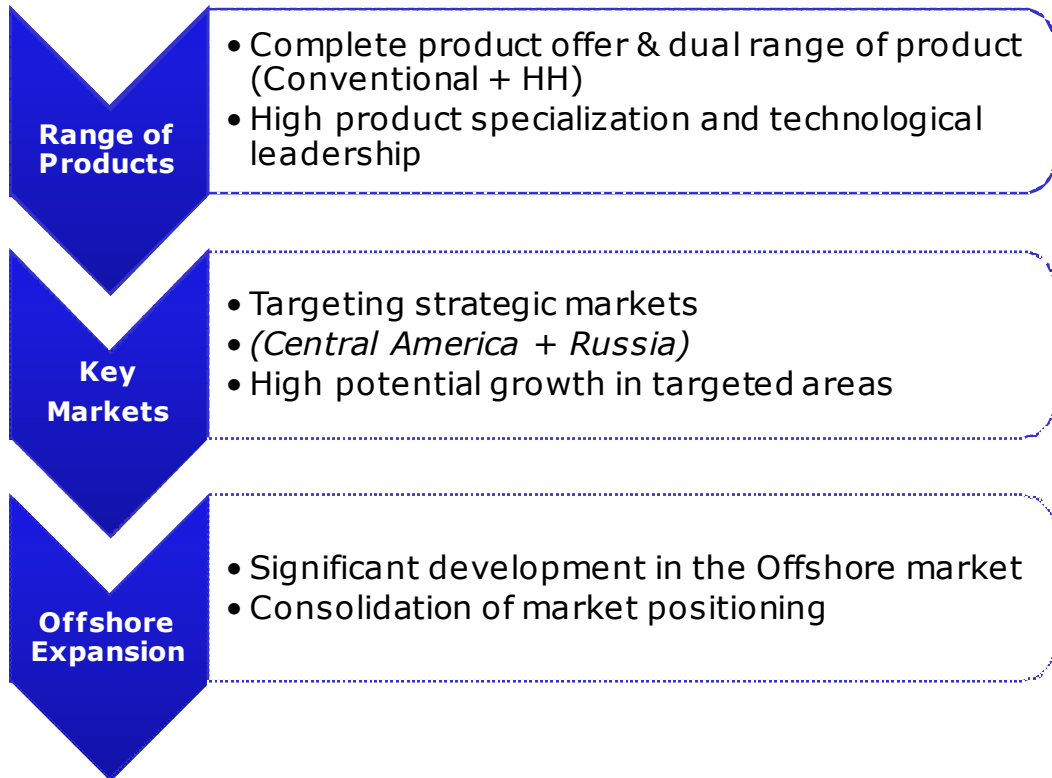 Range of
Products
• Complete product offer & dual range of product
(Conventional + HH)
• High product specialization and technological
leadership
Key
Markets
• Targeting strategic markets
• (Central America + Russia)
• High potential growth in targeted areas
Offshore
Expansion
• Significant development in the Offshore market
• Consolidation of market positioning